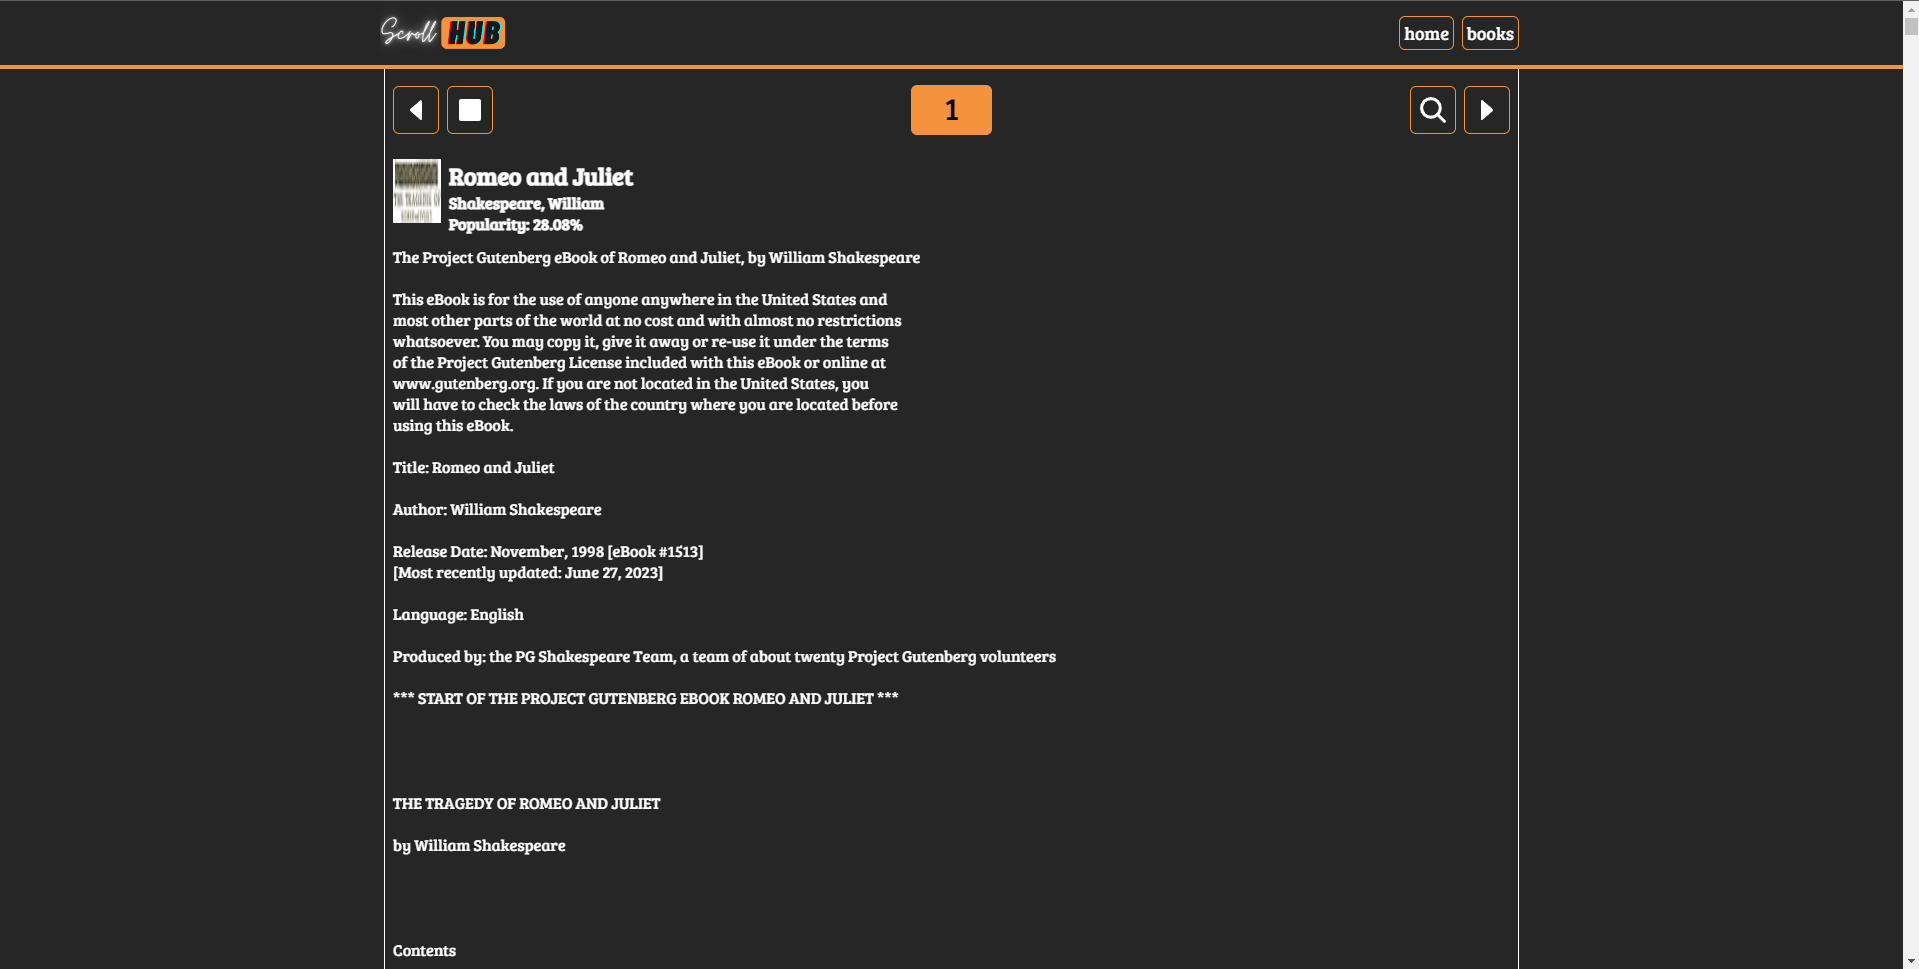 Scroll HUB
home books
1
Romeo and Juliet
Shakespeare, William
Popularity: 28.08%
The Project Gutenberg eBook of Romeo and Juliet, by William Shakespeare
This eBook is for the use of anyone anywhere in the United States and
most other parts of the world at no cost and with almost no restrictions
whatsoever. You may copy it, give it away or re-use it under the terms
of the Project Gutenberg License included with this eBook or online at
www.gutenberg.org. If you are not located in the United States, you
will have to check the laws of the country where you are located before
using this eBook.
Title: Romeo and Juliet
Author: William Shakespeare
Release Date: November, 1998 [eBook #1513]
[Most recently updated: June 27, 2023]
Language: English
Produced by: the PG Shakespeare Team, a team of about twenty Project Gutenberg volunteers
*** START OF THE PROJECT GUTENBERG EBOOK ROMEO AND JULIET ***
THE TRAGEDY OF ROMEO AND JULIET
by William Shakespeare
Contents